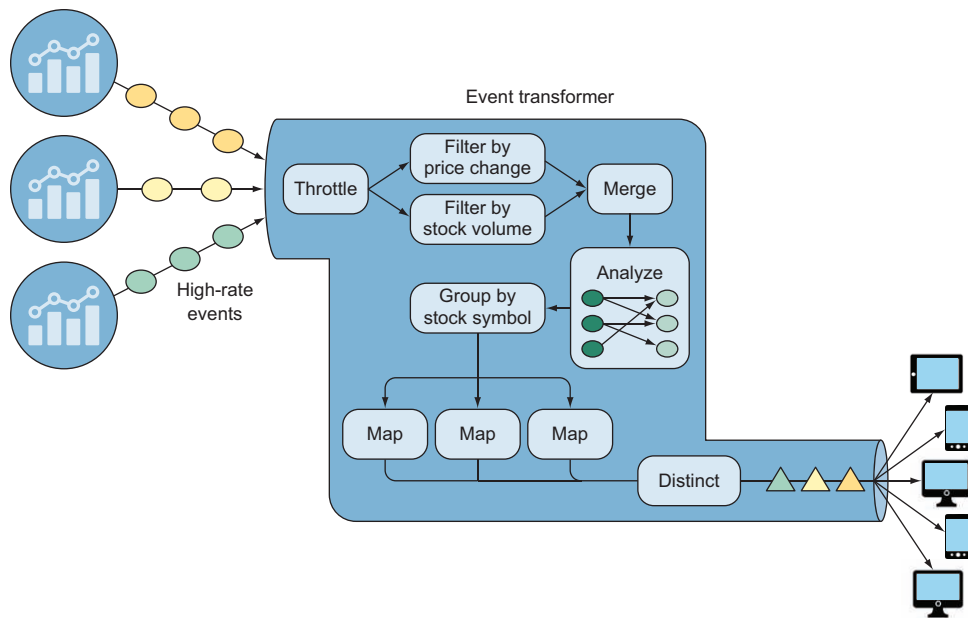 Event transformer
Throttle
Filter by
price change
Filter by
stock volume
Merge
Analyze
Group by
stock symbol
High-rate
events
Map
Map
Map
Distinct